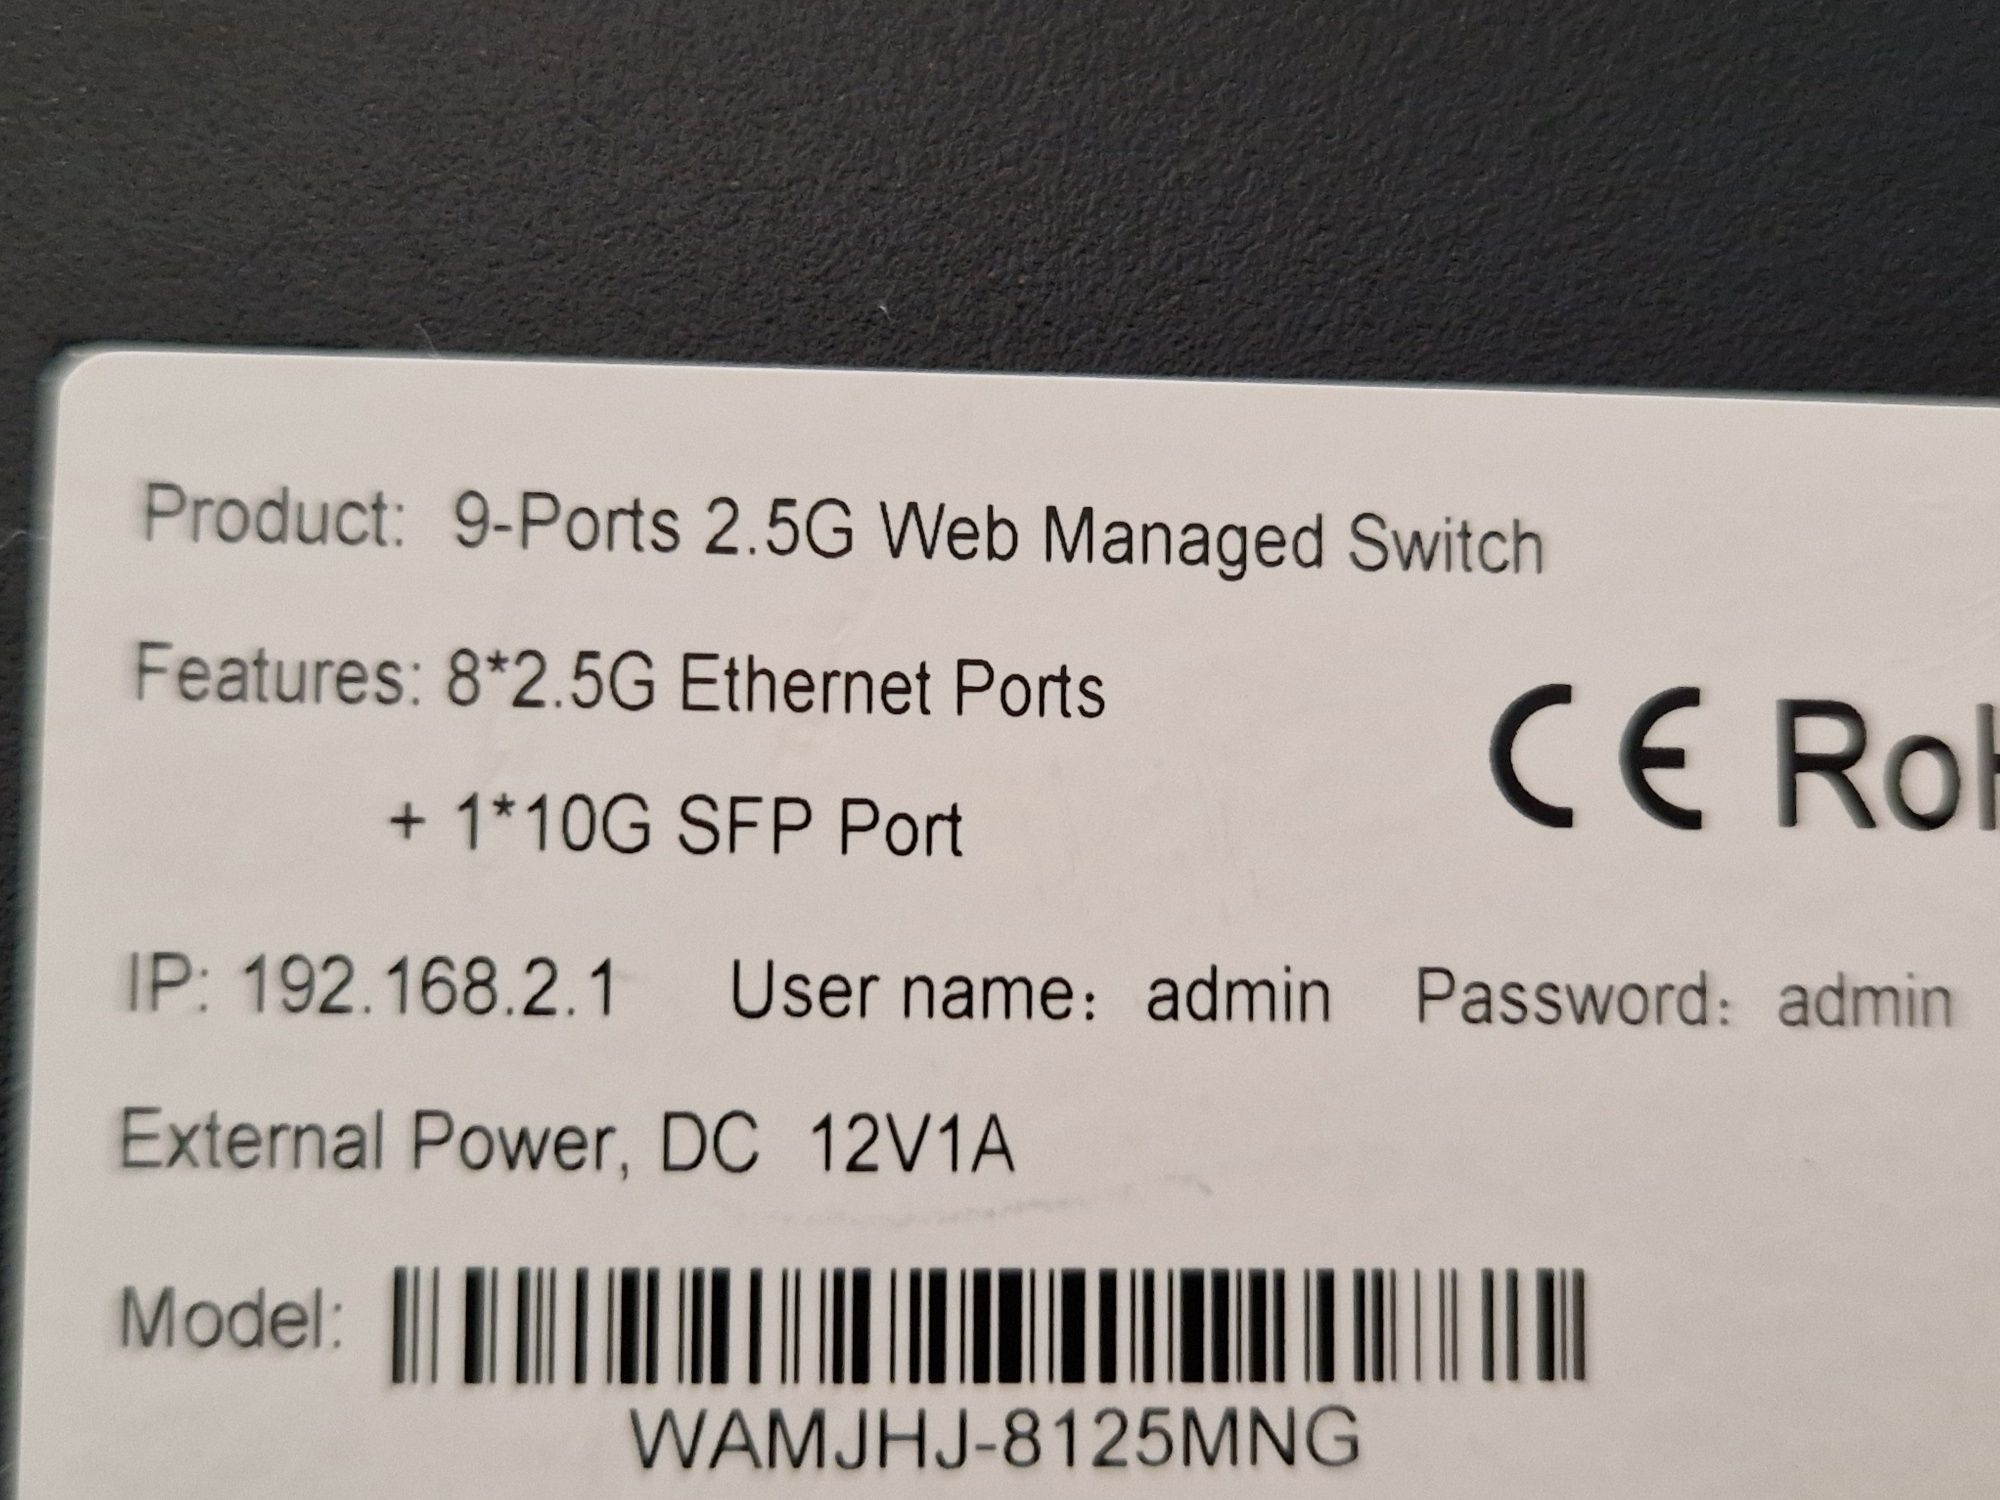 Product: 9-Ports 2.5G Web Managed Switch
Features: 8*2.5G Ethernet Ports
+ 1*10G SFP Port
CE RoH
IP: 192.168.2.1 User name: admin Password: admin
External Power, DC 12V1A
Model:
WAMJHJ-8125MNG